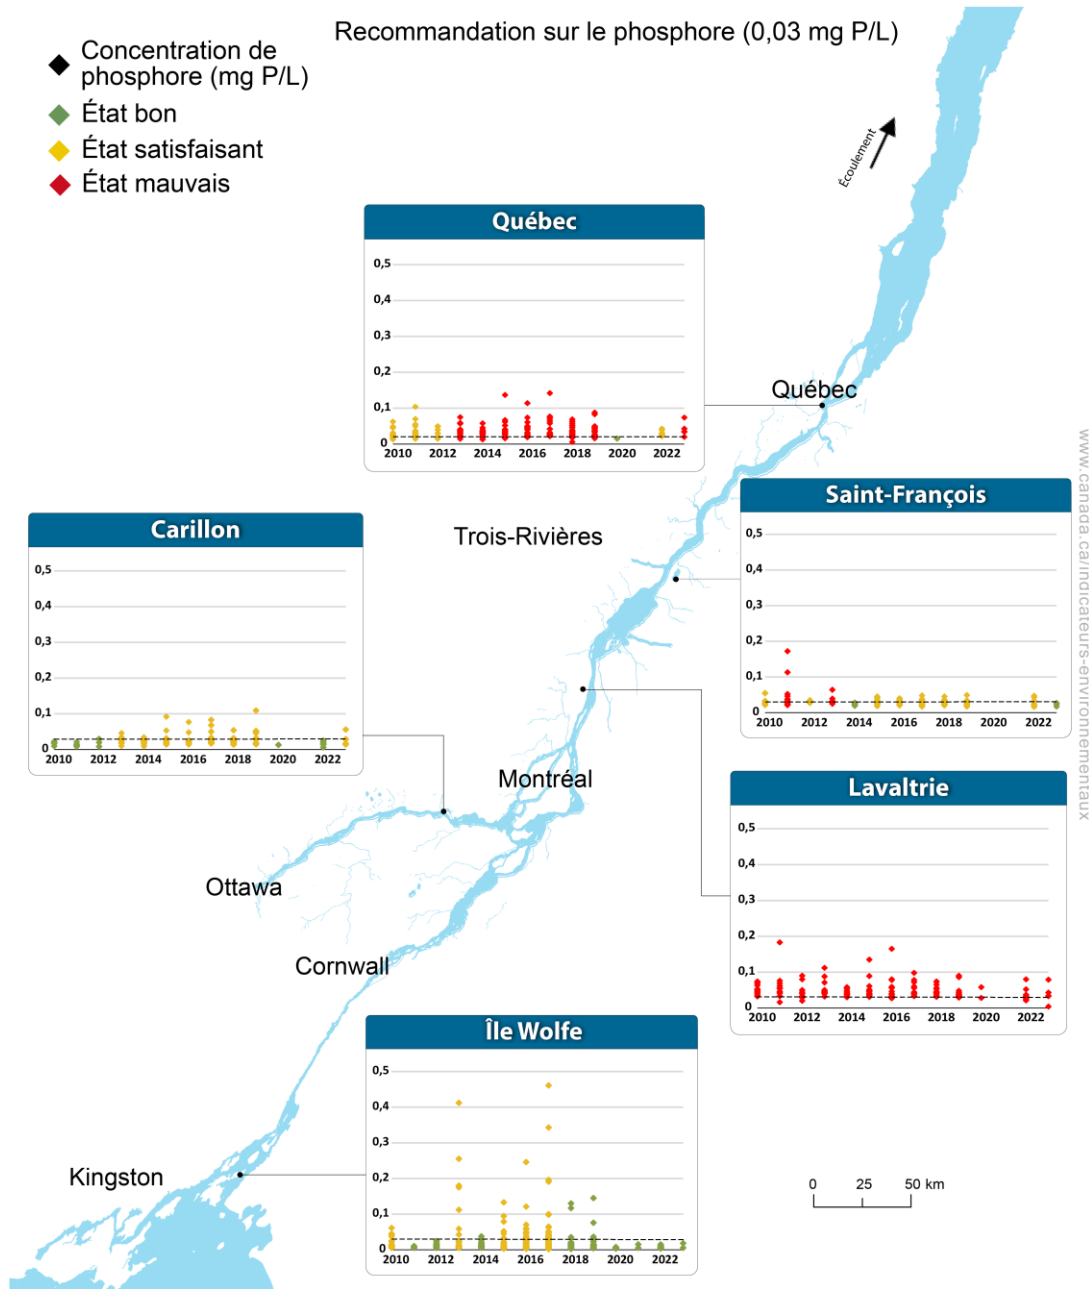 Recommandation sur le phosphore (0,03 mg P/L)
Concentration de
phosphore (mg P/L)
État bon
État satisfaisant
État mauvais
Écoulement
Québec
0,5
0,4
0,3
0,2
0,1
0
2010 2012 2014 2016 2018 2020 2022
Québec
Saint-François
0,5
0,4
0,3
0,2
0,1
0
2010 2012 2014 2016 2018 2020 2022
Trois-Rivières
Carillon
0,5
0,4
0,3
0,2
0,1
0
2010 2012 2014 2016 2018 2020 2022
Montréal
Lavaltrie
0,5
0,4
0,3
0,2
0,1
0
2010 2012 2014 2016 2018 2020 2022
Ottawa
Cornwall
Île Wolfe
0,5
0,4
0,3
0,2
0,1
0
2010 2012 2014 2016 2018 2020 2022
Kingston
0 25 50 km
www.canada.ca/indicateurs-environnementaux